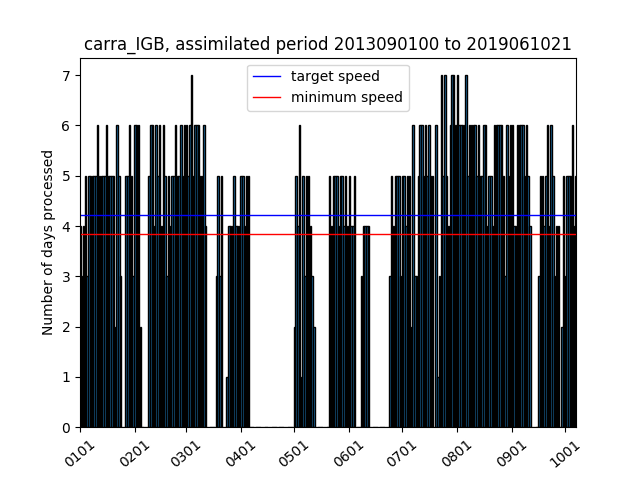 carra_IGB, assimilated period 2013090100 to 2019061021
target speed
minimum speed
Number of days processed
7
6
5
4
3
2
1
0
0101 0201 0301 0401 0501 0601 0701 0801 0901 1001